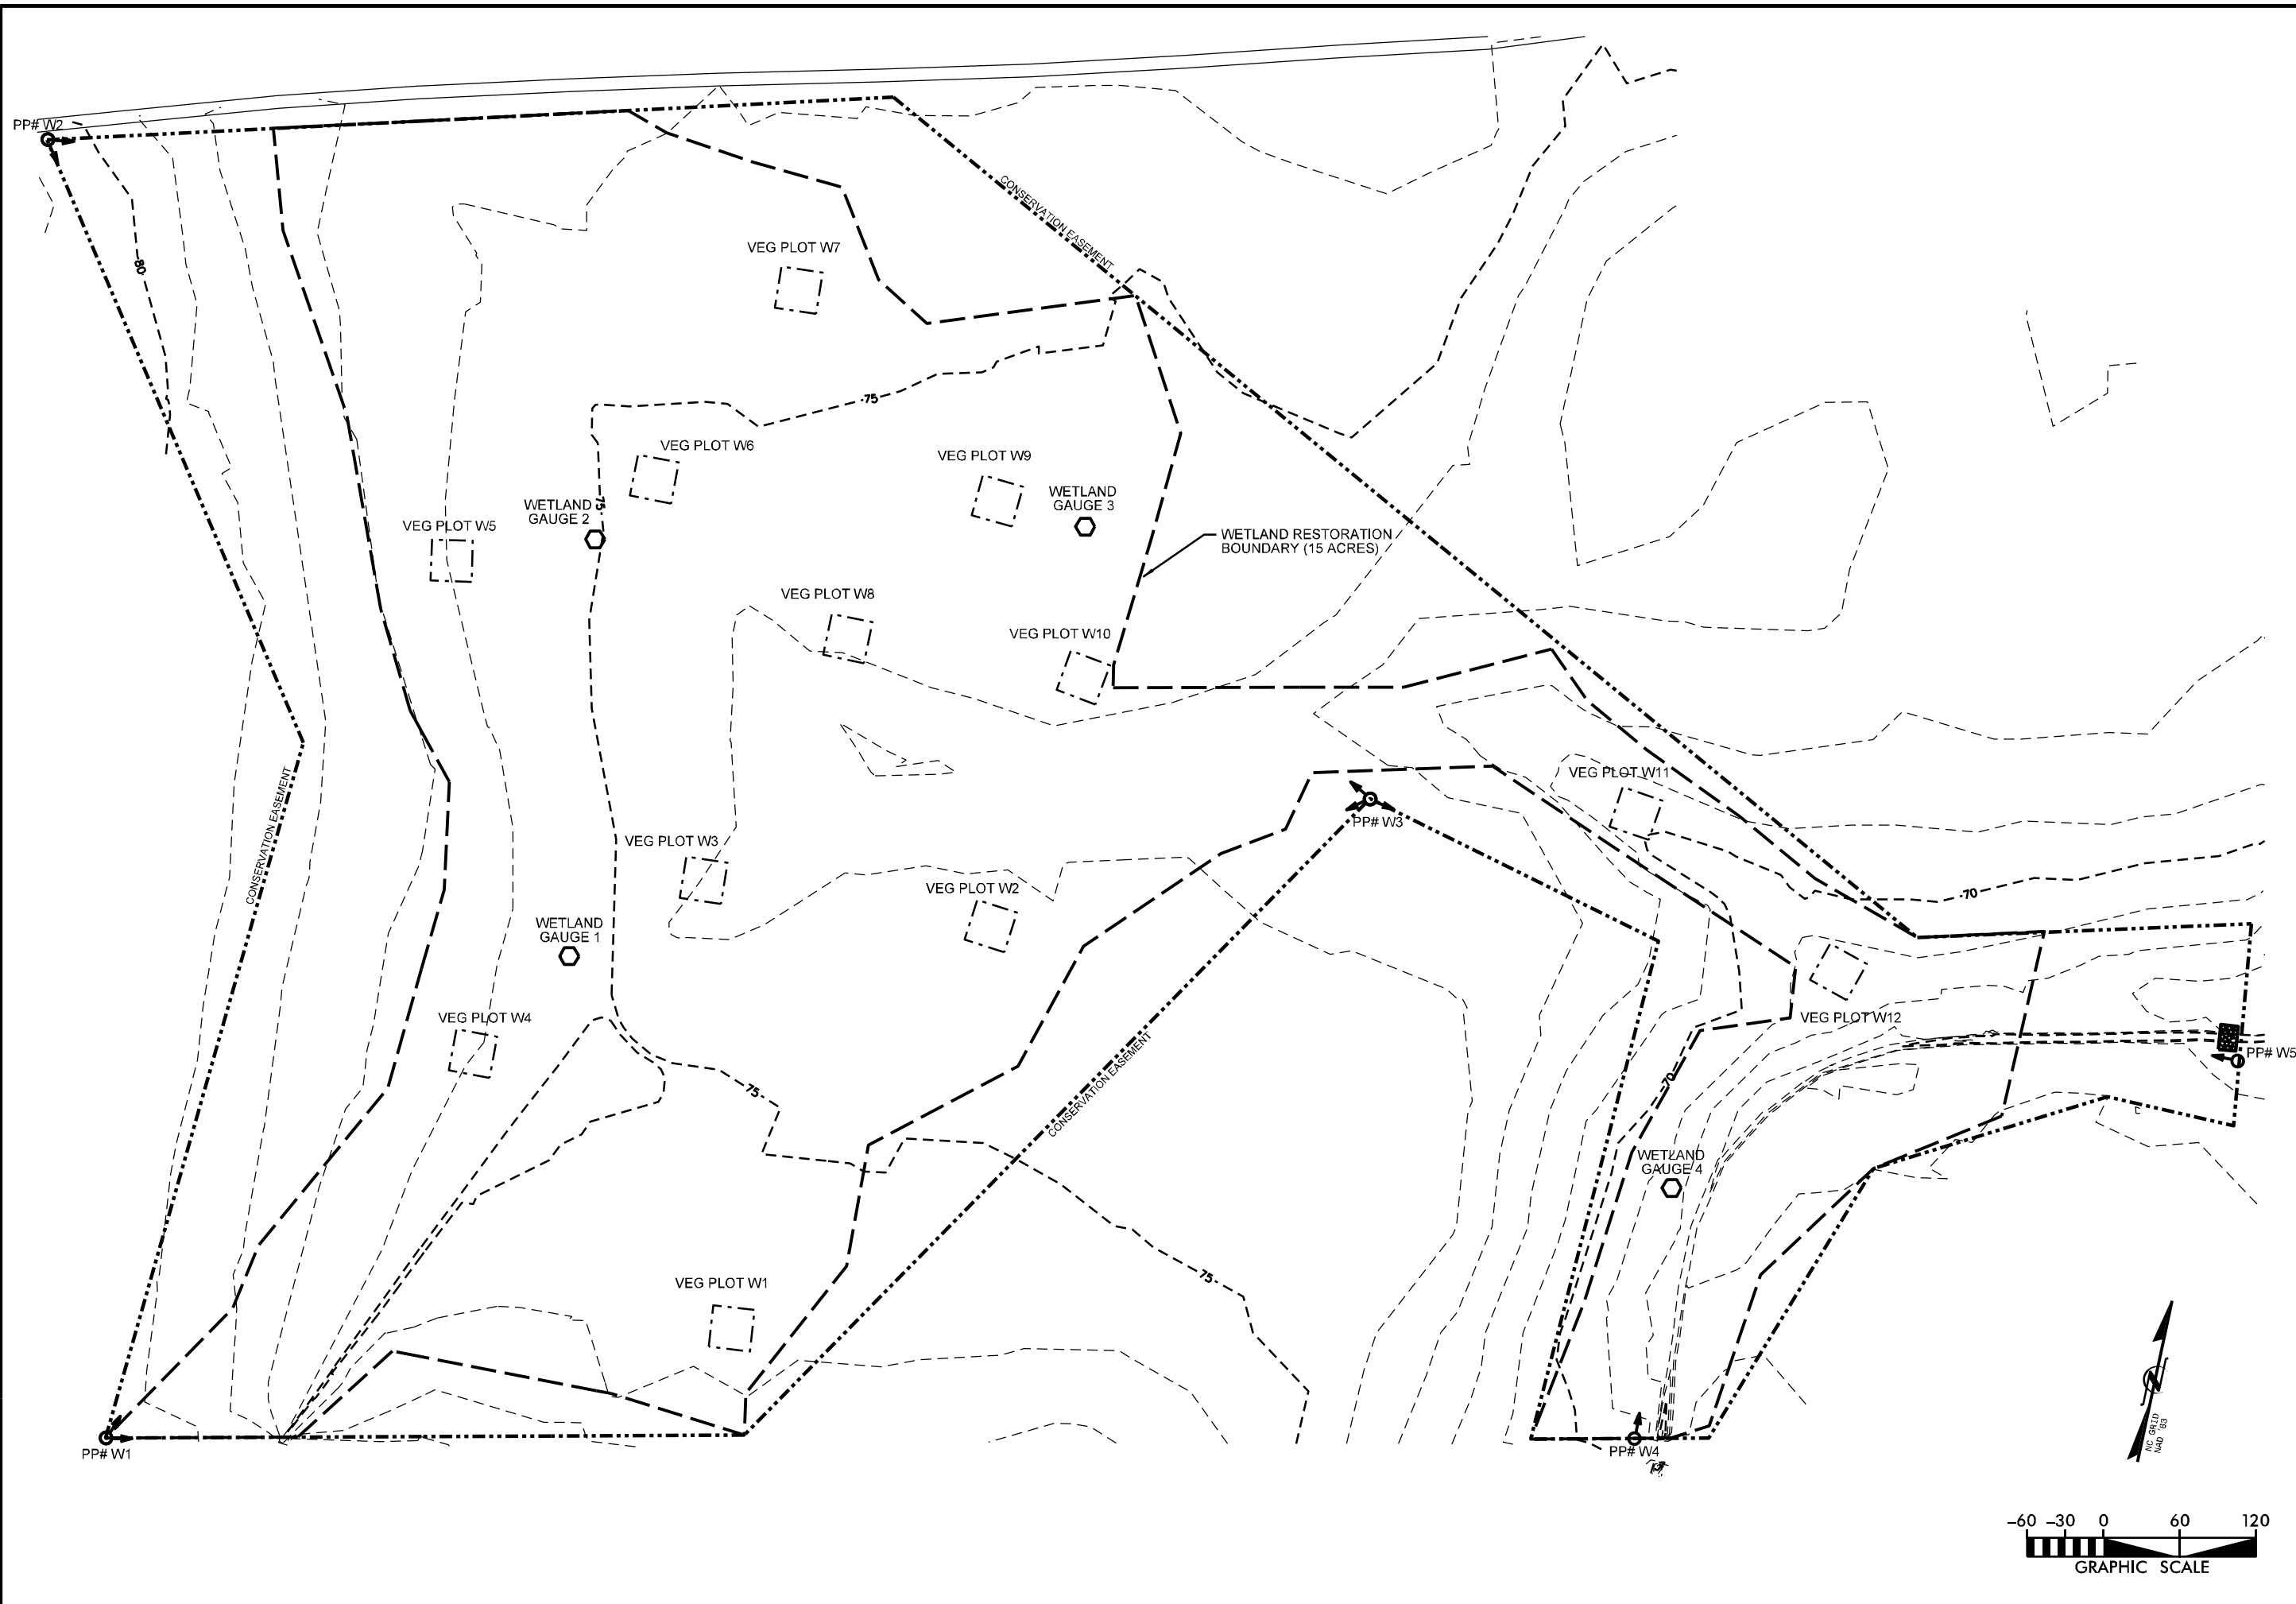 PP# W2
CONSERVATION EASEMENT
80
VEG PLOT W7
75
VEG PLOT W6
VEG PLOT W9
WETLAND
GAUGE 2
75
WETLAND
GAUGE 3
VEG PLOT W5
WETLAND RESTORATION
BOUNDARY (15 ACRES)
VEG PLOT W8
VEG PLOT W10
CONSERVATION EASEMENT
VEG PLOT W11
PP# W3
VEG PLOT W3
VEG PLOT W2
70
WETLAND
GAUGE 1
VEG PLOT W4
VEG PLOT W12
CONSERVATION EASEMENT
PP# W5
75
70
WETLAND
GAUGE 4
VEG PLOT W1
75
PP# W1
PP# W4
N
NC GRID
NAD '83
–60 –30 0 60 120
GRAPHIC SCALE